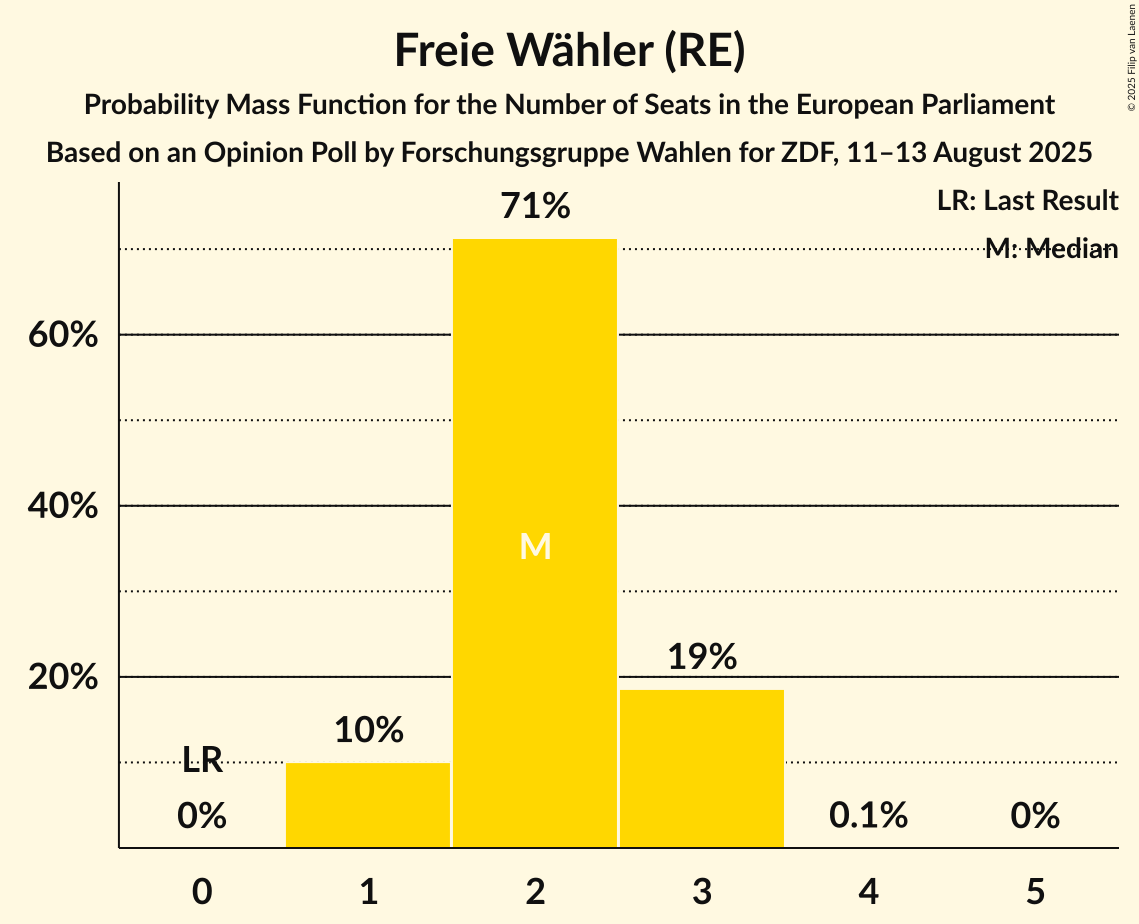 Freie Wähler (RE)
Probability Mass Function for the Number of Seats in the European Parliament
Based on an Opinion Poll by Forschungsgruppe Wahlen for ZDF, 11–13 August 2025
© 2025 Filip van Laenen
LR: Last Result
M: Median
71%
60%
40%
M
20%
19%
10%
LR
0%
0.1%
0%
0 1 2 3 4 5